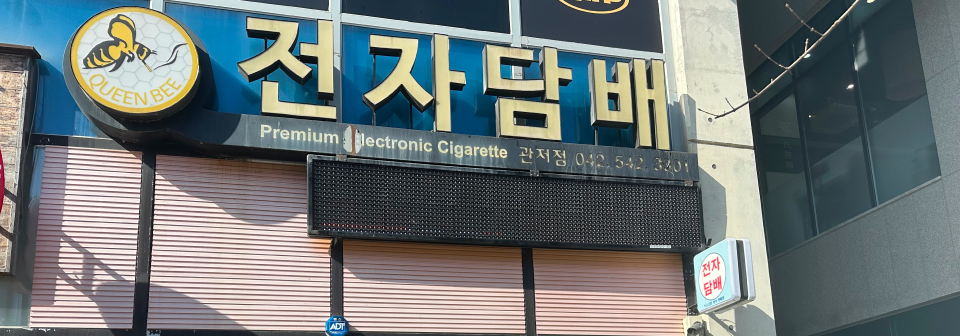 QUEEN BEE
전자담배
Premium Electronic Cigarette 관저점 042. 542. 3301
전자
담배
ADT